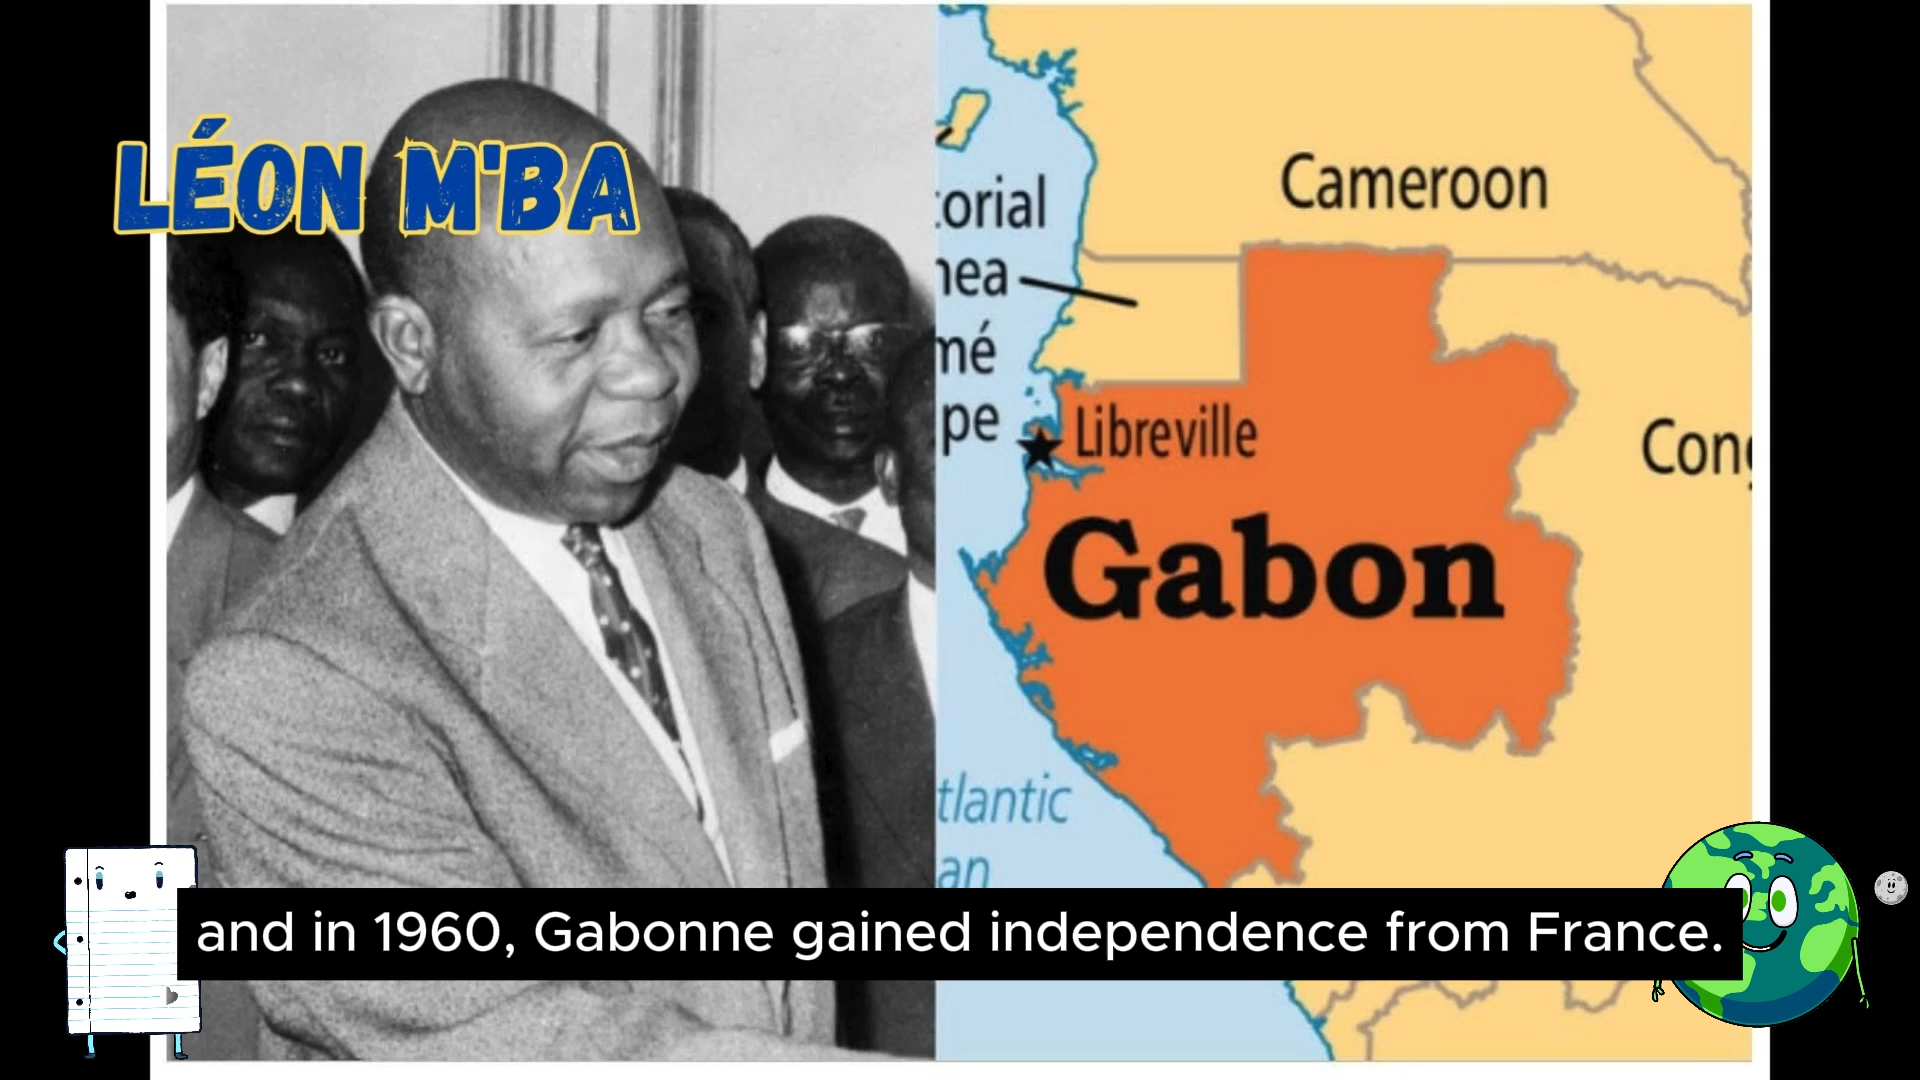 LÉON M'BA
Cameroon
torial
nea
mé
pe
Libreville
Cong
Gabon
tlantic
an
and in 1960, Gabonne gained independence from France.